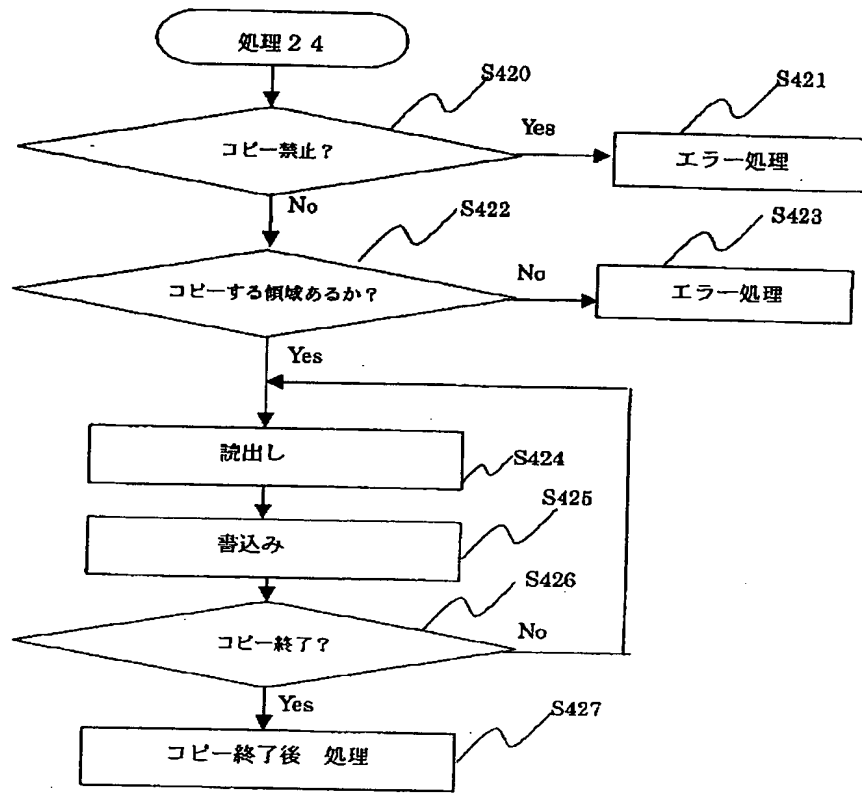 処理２４
S420
S421
コピー禁止？
Yes
エラー処理
No
S422
S423
コピーする領域あるか？
No
エラー処理
Yes
読出し
S424
S425
書込み
S426
コピー終了？
No
Yes
S427
コピー終了後　処理